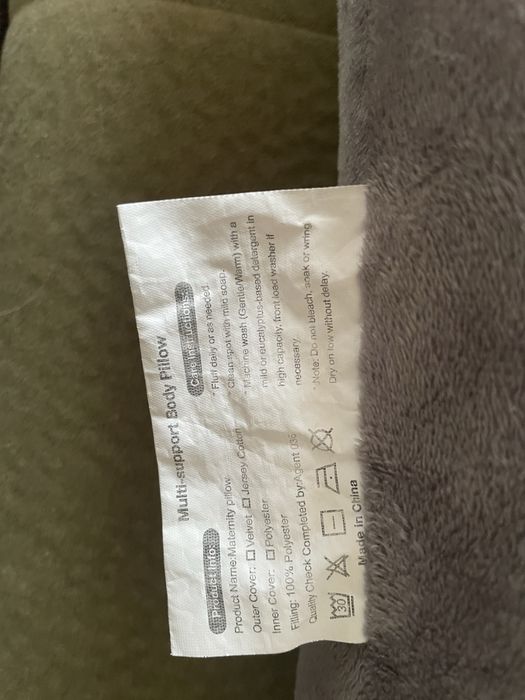 Multi-support Body Pillow
Product Info:
Product Name:Maternity pillow
Outer Cover: ☐ Velvet ☐ Jersey Cotton
Inner Cover: ☐ Polyester
Filling: 100% Polyester
Quality Check Completed by:Agent 036
30
Made in China
Care Instructions:
* Fluff daily or as needed
* Clean spot with mild soap.
* Machine wash (Gentle/Warm) with a
mild or eucalyptus-based detergent in
high capacity, front load washer if
necessary.
* Note: Do not bleach, soak or wring
Dry on low without delay.